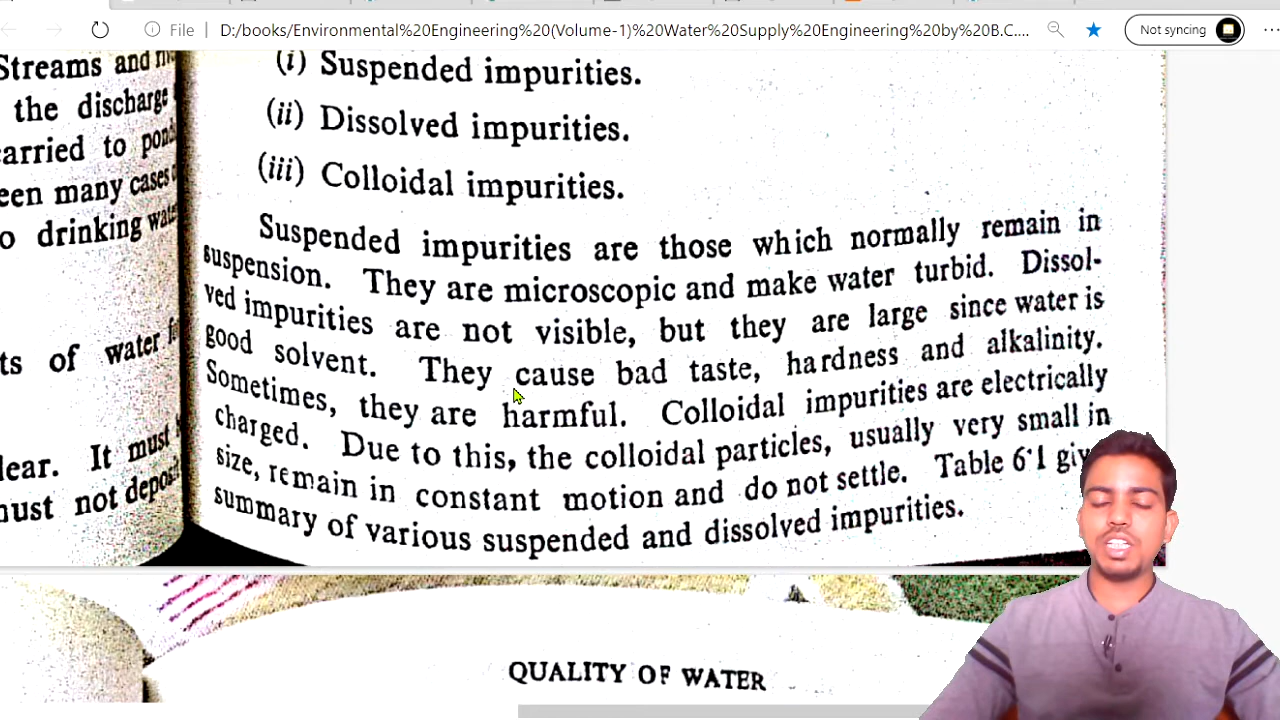 File
D:/books/Environmental%20Engineering%20(Volume-1)%20Water%20Supply%20Engineering%20by%20B.C....
Not syncing
Streams and
the discharge
carried to
een many cases
o drinking
ts of water
lear. It must
must not
(i) Suspended impurities.
(ii) Dissolved impurities.
(iii) Colloidal impurities.
Suspended impurities are those which normally remain in
suspension. They are microscopic and make water turbid. Dissol-
ved impurities are not visible, but they are large since water is
good solvent. They cause bad taste, hardness and alkalinity.
Sometimes, they are harmful. Colloidal impurities are electrically
charged. Due to this, the colloidal particles, usually very small in
size, remain in constant motion and do not settle. Table 6·1
summary of various suspended and dissolved impurities.
QUALITY OF WATER